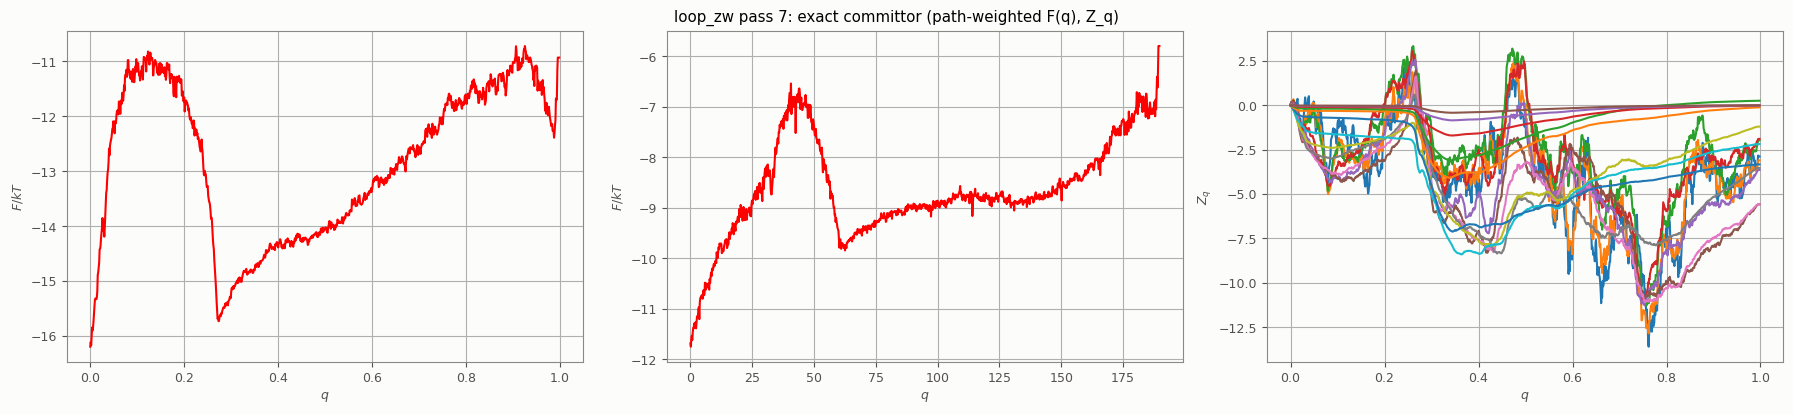 loop_zw pass 7: exact committor (path-weighted F(q), Z_q)
F/kT
−11
−12
−13
−14
−15
−16
0.0 0.2 0.4 0.6 0.8 1.0
q
F/kT
−6
−7
−8
−9
−10
−11
−12
0 25 50 75 100 125 150 175
q
Z_q
2.5
0.0
−2.5
−5.0
−7.5
−10.0
−12.5
0.0 0.2 0.4 0.6 0.8 1.0
q